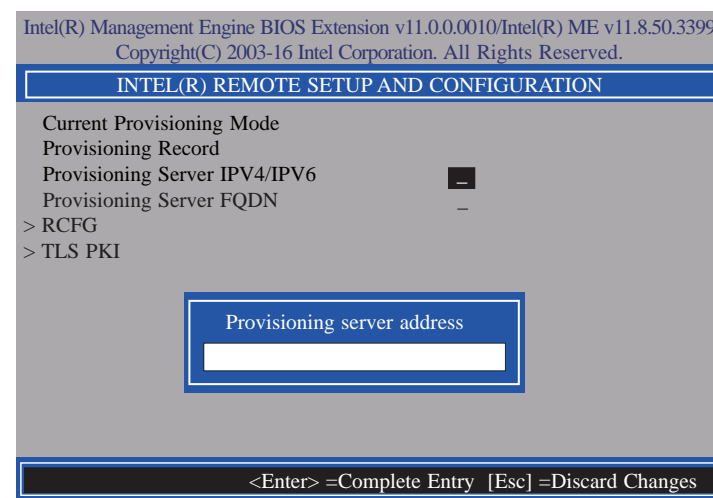 Intel(R) Management Engine BIOS Extension v11.0.0.0010/Intel(R) ME v11.8.50.3399
Copyright(C) 2003-16 Intel Corporation. All Rights Reserved.
INTEL(R) REMOTE SETUP AND CONFIGURATION
Current Provisioning Mode
Provisioning Record
Provisioning Server IPV4/IPV6 _
Provisioning Server FQDN _
> RCFG
> TLS PKI
Provisioning server address
<Enter> =Complete Entry [Esc] =Discard Changes